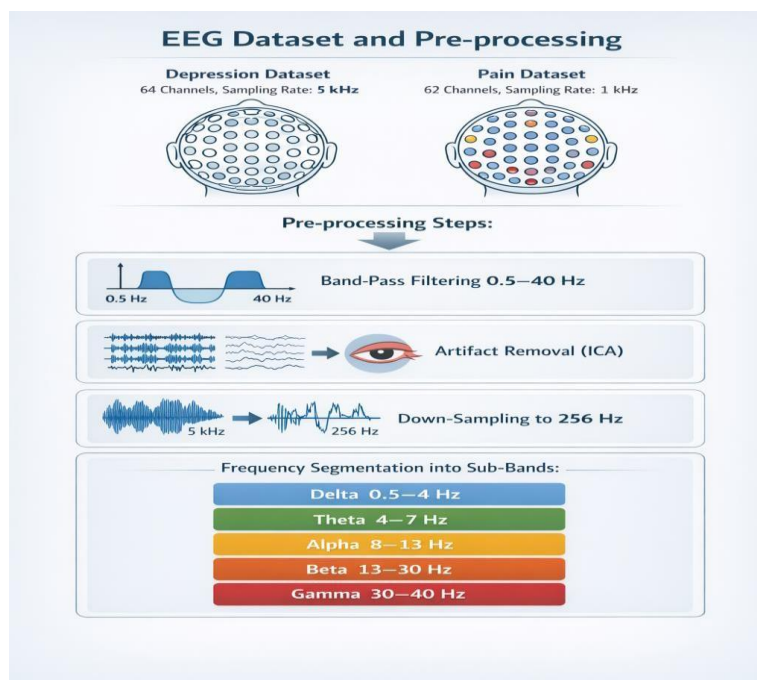 EEG Dataset and Pre-processing
Depression Dataset
64 Channels, Sampling Rate: 5 kHz
Pain Dataset
62 Channels, Sampling Rate: 1 kHz
Pre-processing Steps:
0.5 Hz
40 Hz
Band-Pass Filtering 0.5—40 Hz
Artifact Removal (ICA)
5 kHz
256 Hz
Down-Sampling to 256 Hz
Frequency Segmentation into Sub-Bands:
Delta 0.5—4 Hz
Theta 4—7 Hz
Alpha 8—13 Hz
Beta 13—30 Hz
Gamma 30—40 Hz